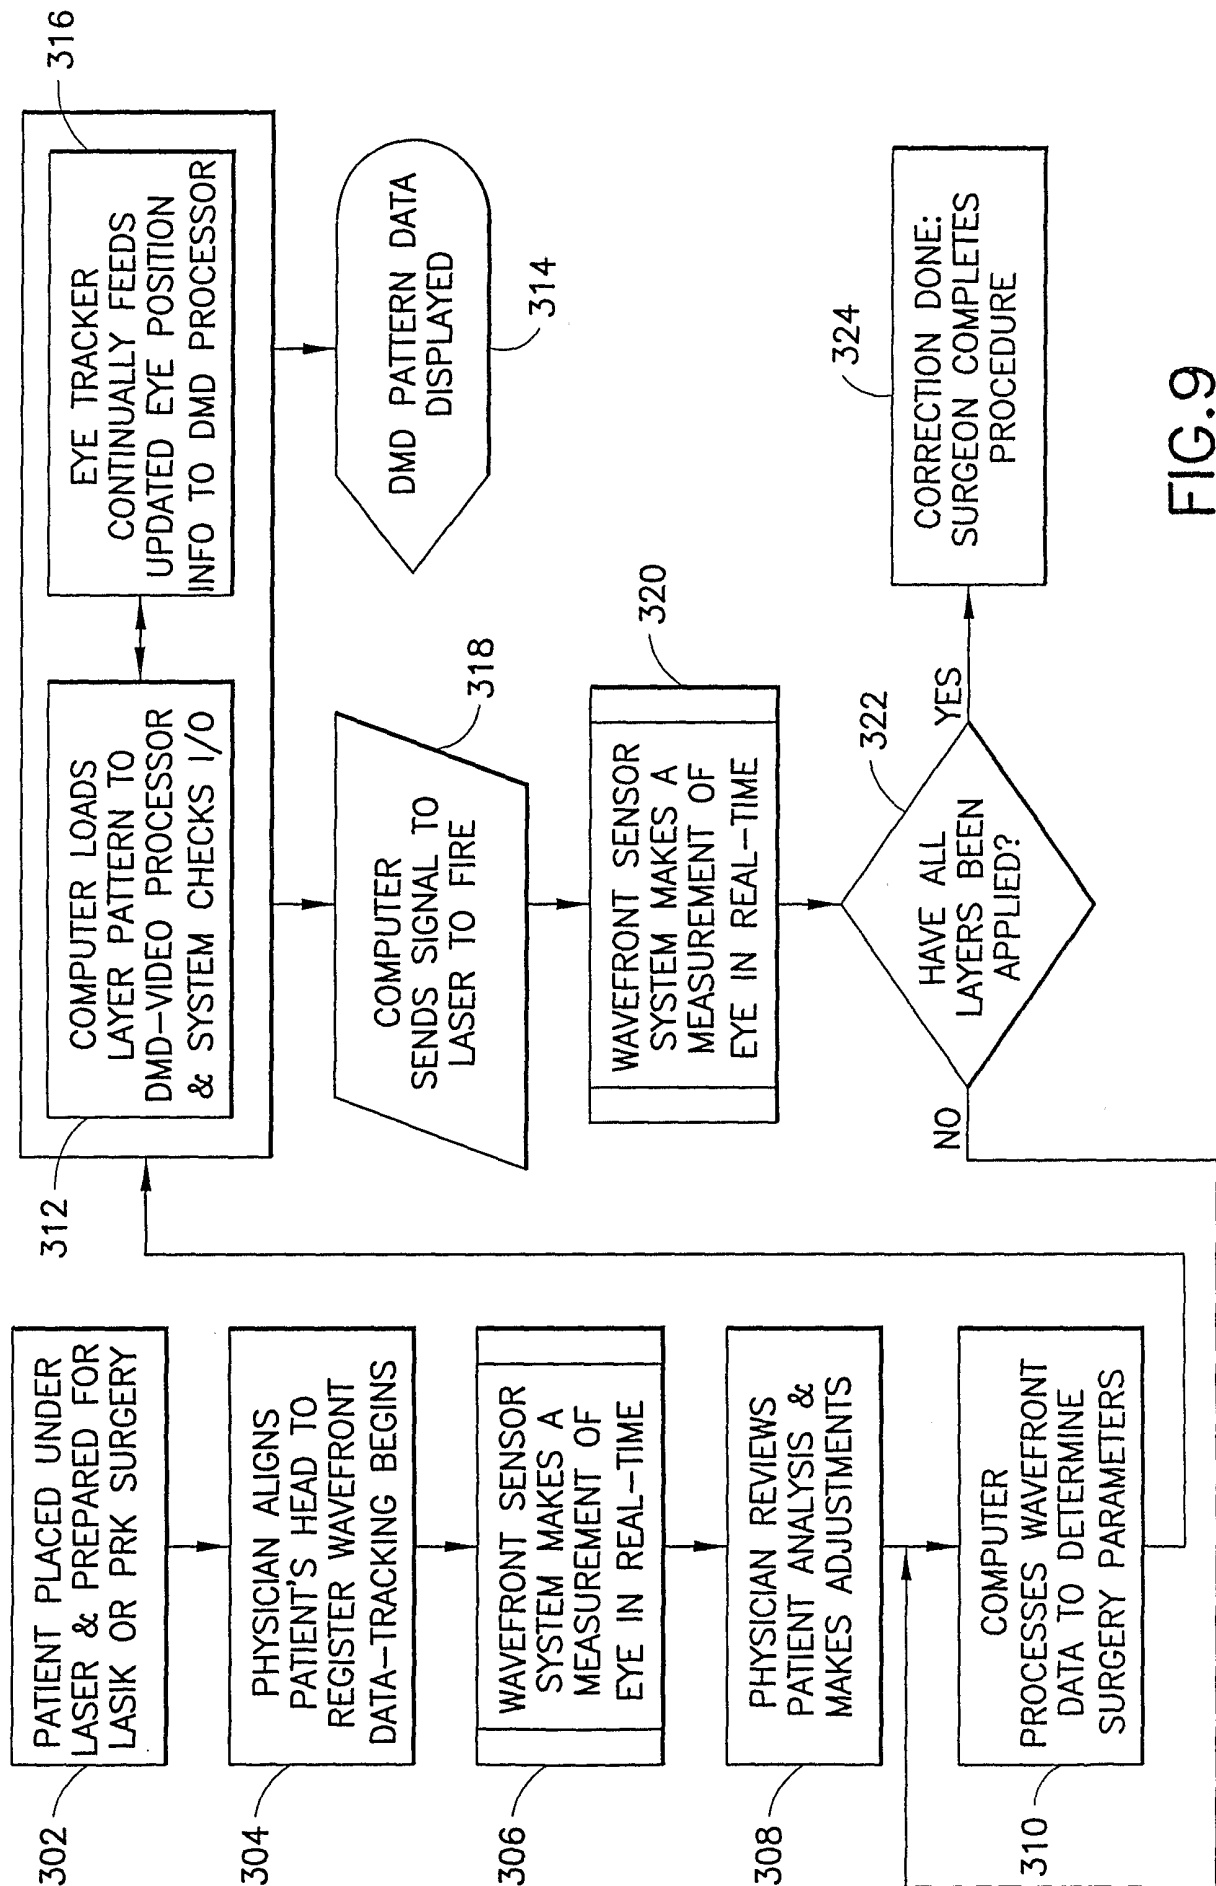 302
PATIENT PLACED UNDER
LASER & PREPARED FOR
LASIK OR PRK SURGERY
304
PHYSICIAN ALIGNS
PATIENT'S HEAD TO
REGISTER WAVEFRONT
DATA-TRACKING BEGINS
306
WAVEFRONT SENSOR
SYSTEM MAKES A
MEASUREMENT OF
EYE IN REAL-TIME
308
PHYSICIAN REVIEWS
PATIENT ANALYSIS &
MAKES ADJUSTMENTS
310
COMPUTER
PROCESSES WAVEFRONT
DATA TO DETERMINE
SURGERY PARAMETERS
312
COMPUTER LOADS
LAYER PATTERN TO
DMD-VIDEO PROCESSOR
& SYSTEM CHECKS I/O
316
EYE TRACKER
CONTINUALLY FEEDS
UPDATED EYE POSITION
INFO TO DMD PROCESSOR
DMD PATTERN DATA
DISPLAYED
314
318
COMPUTER
SENDS SIGNAL TO
LASER TO FIRE
320
WAVEFRONT SENSOR
SYSTEM MAKES A
MEASUREMENT OF
EYE IN REAL-TIME
322
HAVE ALL
LAYERS BEEN
APPLIED?
NO
YES
324
CORRECTION DONE:
SURGEON COMPLETES
PROCEDURE
FIG.9